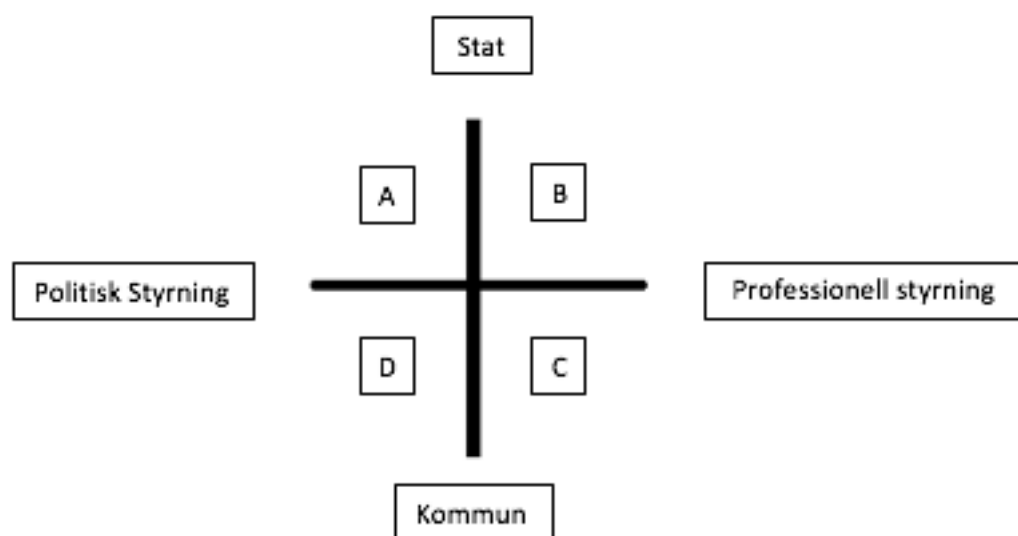 Stat
A
B
Politisk Styrning
Professionell styrning
D
C
Kommun